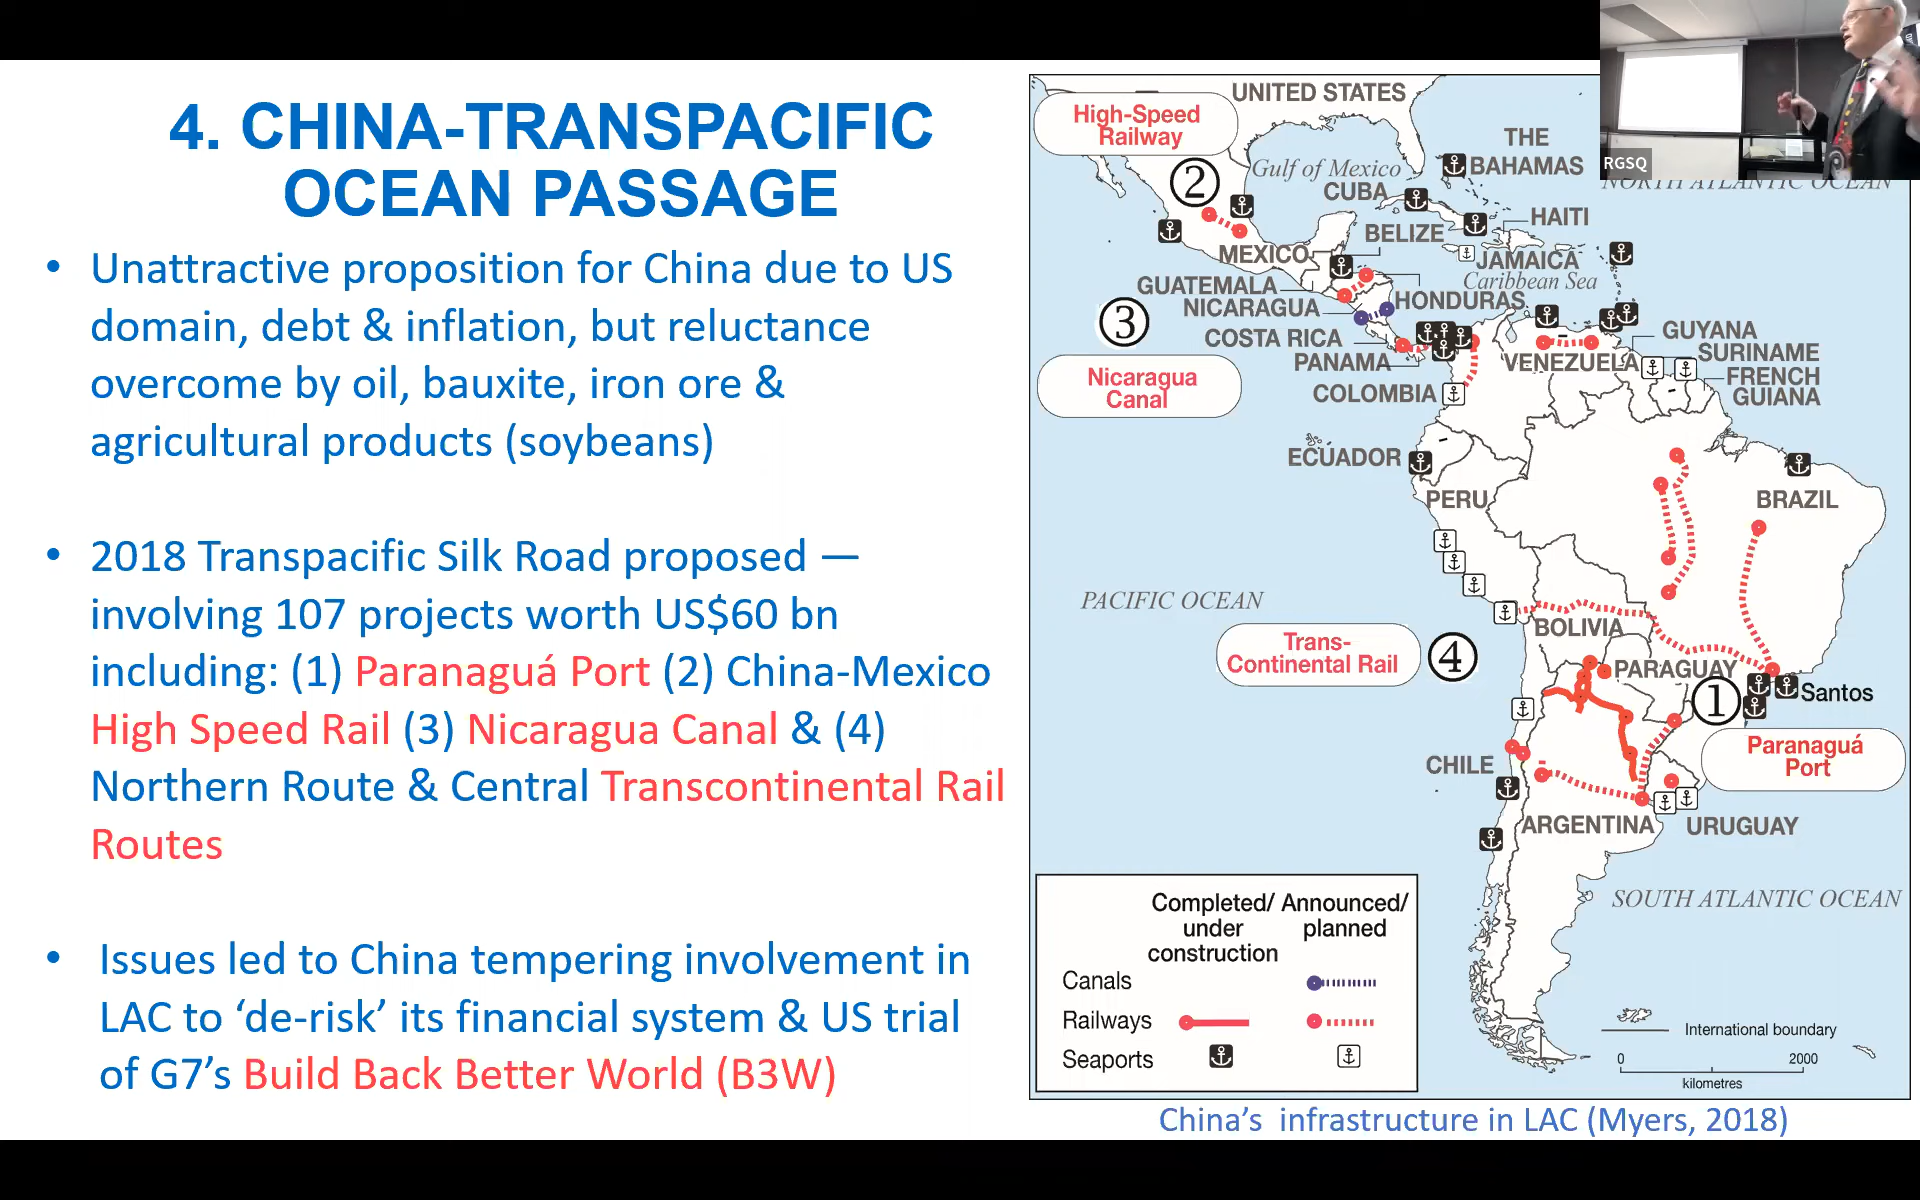 4. CHINA-TRANSPACIFIC
OCEAN PASSAGE
• Unattractive proposition for China due to US
domain, debt & inflation, but reluctance
overcome by oil, bauxite, iron ore &
agricultural products (soybeans)
• 2018 Transpacific Silk Road proposed —
involving 107 projects worth US$60 bn
including: (1) Paranaguá Port (2) China-Mexico
High Speed Rail (3) Nicaragua Canal & (4)
Northern Route & Central Transcontinental Rail
Routes
• Issues led to China tempering involvement in
LAC to ‘de-risk’ its financial system & US trial
of G7’s Build Back Better World (B3W)
High-Speed
Railway
2
UNITED STATES
Gulf of Mexico
THE
BAHAMAS
RGSQ
NORTH ATLANTIC OCEAN
CUBA
HAITI
BELIZE
MEXICO
JAMAICA
Caribbean Sea
GUATEMALA
HONDURAS
NICARAGUA
3
COSTA RICA
PANAMA
Nicaragua
Canal
COLOMBIA
VENEZUELA
GUYANA
SURINAME
FRENCH
GUIANA
ECUADOR
PERU
BRAZIL
PACIFIC OCEAN
BOLIVIA
Trans-
Continental Rail
4
PARAGUAY
1
Santos
Paranaguá
Port
CHILE
ARGENTINA
URUGUAY
SOUTH ATLANTIC OCEAN
Completed/
under
construction
Announced/
planned
Canals
Railways
Seaports
International boundary
0 2000
kilometres
China’s infrastructure in LAC (Myers, 2018)